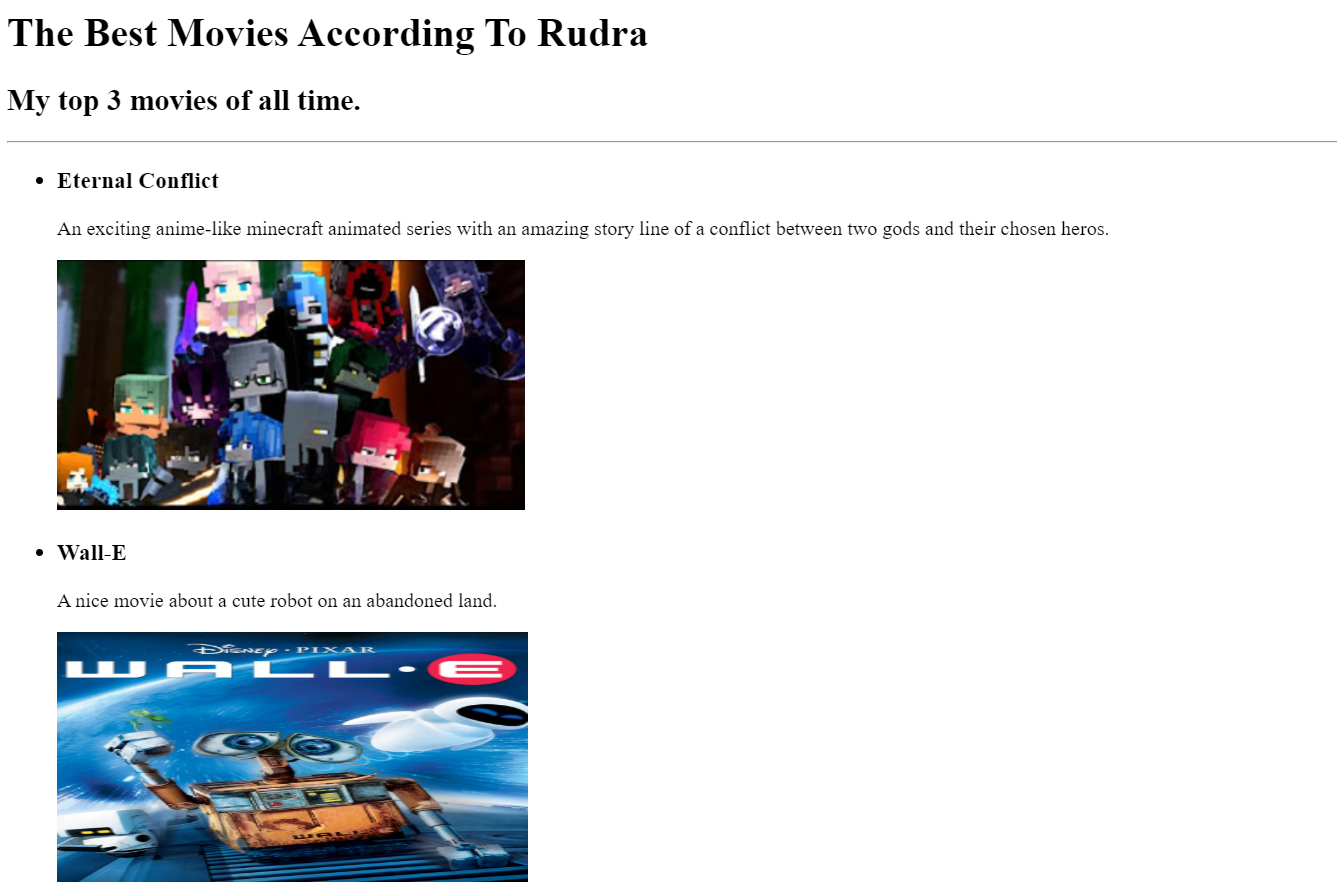 The Best Movies According To Rudra
My top 3 movies of all time.
Eternal Conflict
An exciting anime-like minecraft animated series with an amazing story line of a conflict between two gods and their chosen heros.
Wall-E
A nice movie about a cute robot on an abandoned land.
DISNEY · PIXAR
WALL·E
WALL